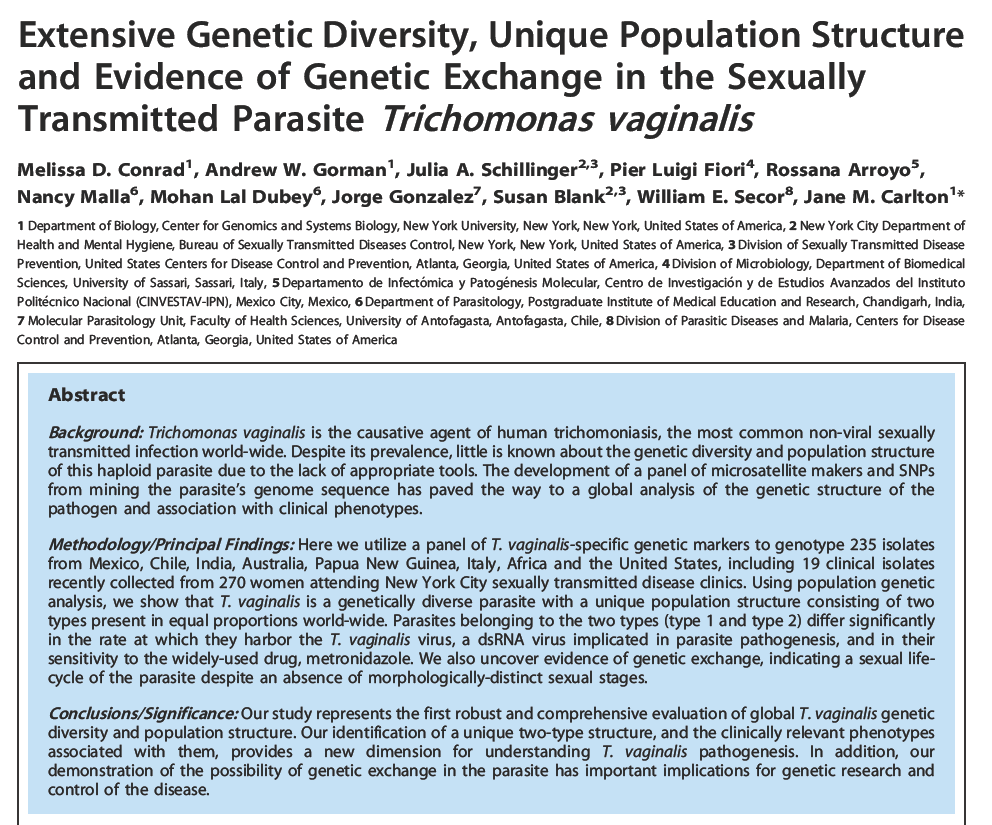 Extensive Genetic Diversity, Unique Population Structure
and Evidence of Genetic Exchange in the Sexually
Transmitted Parasite Trichomonas vaginalis
Melissa D. Conrad1, Andrew W. Gorman1, Julia A. Schillinger2,3, Pier Luigi Fiori4, Rossana Arroyo5,
Nancy Malla6, Mohan Lal Dubey6, Jorge Gonzalez7, Susan Blank2,3, William E. Secor8, Jane M. Carlton1*
1 Department of Biology, Center for Genomics and Systems Biology, New York University, New York, New York, United States of America, 2 New York City Department of
Health and Mental Hygiene, Bureau of Sexually Transmitted Diseases Control, New York, New York, United States of America, 3 Division of Sexually Transmitted Disease
Prevention, United States Centers for Disease Control and Prevention, Atlanta, Georgia, United States of America, 4 Division of Microbiology, Department of Biomedical
Sciences, University of Sassari, Sassari, Italy, 5 Departamento de Infectómica y Patogénesis Molecular, Centro de Investigación y de Estudios Avanzados del Instituto
Politécnico Nacional (CINVESTAV-IPN), Mexico City, Mexico, 6 Department of Parasitology, Postgraduate Institute of Medical Education and Research, Chandigarh, India,
7 Molecular Parasitology Unit, Faculty of Health Sciences, University of Antofagasta, Antofagasta, Chile, 8 Division of Parasitic Diseases and Malaria, Centers for Disease
Control and Prevention, Atlanta, Georgia, United States of America
Abstract
Background: Trichomonas vaginalis is the causative agent of human trichomoniasis, the most common non-viral sexually
transmitted infection world-wide. Despite its prevalence, little is known about the genetic diversity and population structure
of this haploid parasite due to the lack of appropriate tools. The development of a panel of microsatellite makers and SNPs
from mining the parasite's genome sequence has paved the way to a global analysis of the genetic structure of the
pathogen and association with clinical phenotypes.
Methodology/Principal Findings: Here we utilize a panel of T. vaginalis-specific genetic markers to genotype 235 isolates
from Mexico, Chile, India, Australia, Papua New Guinea, Italy, Africa and the United States, including 19 clinical isolates
recently collected from 270 women attending New York City sexually transmitted disease clinics. Using population genetic
analysis, we show that T. vaginalis is a genetically diverse parasite with a unique population structure consisting of two
types present in equal proportions world-wide. Parasites belonging to the two types (type 1 and type 2) differ significantly
in the rate at which they harbor the T. vaginalis virus, a dsRNA virus implicated in parasite pathogenesis, and in their
sensitivity to the widely-used drug, metronidazole. We also uncover evidence of genetic exchange, indicating a sexual life-
cycle of the parasite despite an absence of morphologically-distinct sexual stages.
Conclusions/Significance: Our study represents the first robust and comprehensive evaluation of global T. vaginalis genetic
diversity and population structure. Our identification of a unique two-type structure, and the clinically relevant phenotypes
associated with them, provides a new dimension for understanding T. vaginalis pathogenesis. In addition, our
demonstration of the possibility of genetic exchange in the parasite has important implications for genetic research and
control of the disease.